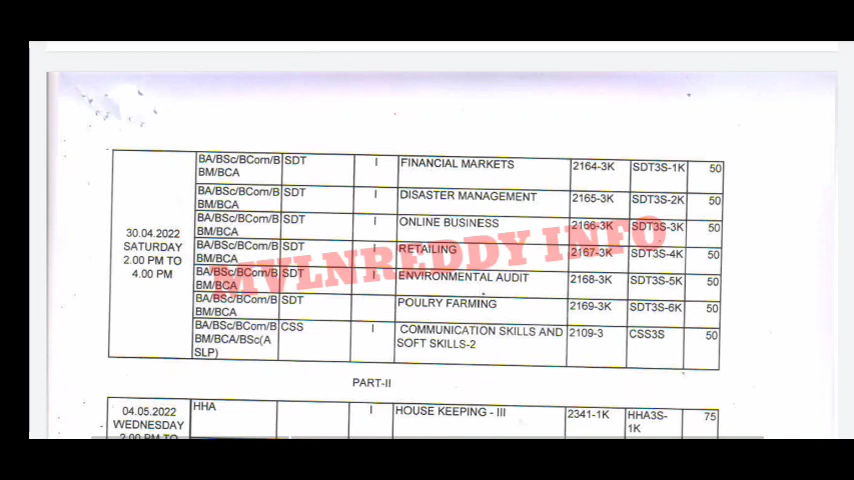 BA/BSc/BCom/B SDT I FINANCIAL MARKETS 2164-3K SDT3S-1K 50
BM/BCA
BA/BSc/BCom/B SDT I DISASTER MANAGEMENT 2165-3K SDT3S-2K 50
BM/BCA
BA/BSc/BCom/B SDT I ONLINE BUSINESS 2166-3K SDT3S-3K 50
BM/BCA
30.04.2022
SATURDAY
2.00 PM TO
4.00 PM
BA/BSc/BCom/B SDT I RETAILING 2167-3K SDT3S-4K 50
BM/BCA
BA/BSc/BCom/B SDT I ENVIRONMENTAL AUDIT 2168-3K SDT3S-5K 50
BM/BCA
MVLNREDDY INFO
BA/BSc/BCom/B SDT POULRY FARMING 2169-3K SDT3S-6K 50
BM/BCA
BA/BSc/BCom/B CSS I COMMUNICATION SKILLS AND 2109-3 CSS3S 50
BM/BCA/BSc(A SOFT SKILLS-2
SLP)
PART-II
04.05.2022 HHA I HOUSE KEEPING - III 2341-1K HHA3S- 75
WEDNESDAY 1K
2.00 PM TO